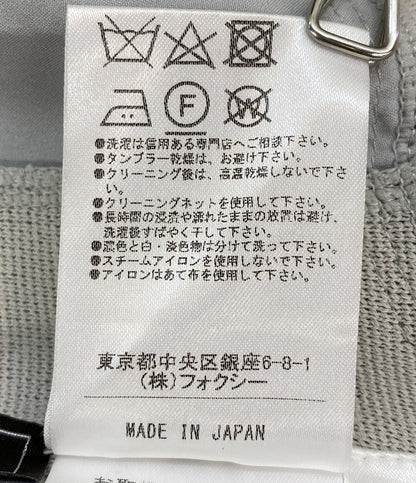 F
W
●洗濯は信用ある専門店へご相談下さい。
●タンブラー乾燥は、お避け下さい。
●クリーニング後は、高温乾燥しないで下さ
い。
●クリーニングネットを使用して下さい。
●長時間の浸漬や濡れたままの放置は避け、
洗濯後すばやく干して下さい。
●濃色と白・淡色物は分けて洗って下さい。
●スチームアイロンを使用しないで下さい。
●アイロンはあて布を使用して下さい。
東京都中央区銀座6-8-1
(株)フォクシー
MADE IN JAPAN